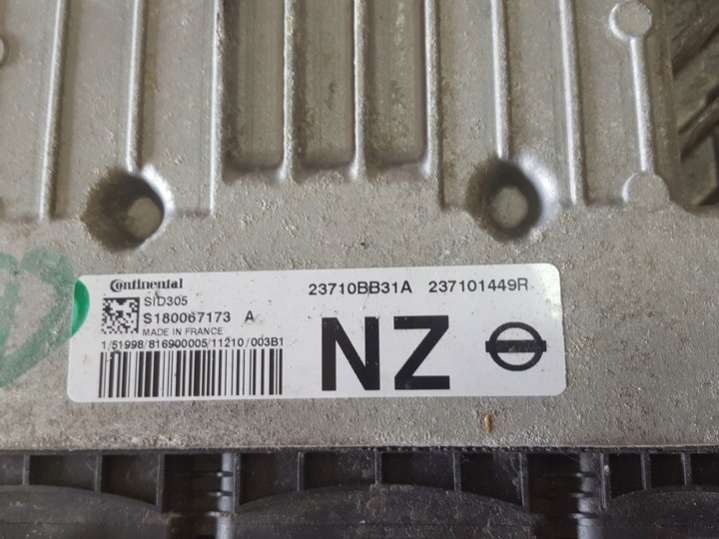 Continental
23710BB31A 237101449R
SID305
S180067173 A
MADE IN FRANCE
1/51998/816900005/11210/003B1
NZ